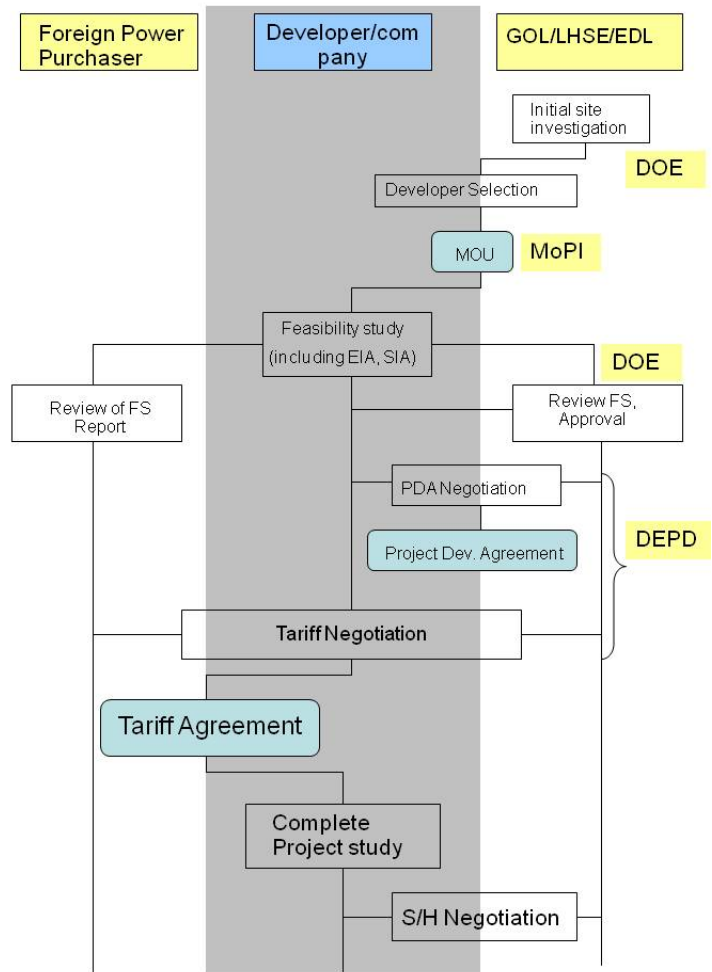 Foreign Power
Purchaser
Developer/com
pany
GOL/LHSE/EDL
Initial site
investigation
DOE
Developer Selection
MOU
MoPI
Feasibility study
(including EIA, SIA)
DOE
Review of FS
Report
Review FS,
Approval
PDA Negotiation
DEPD
Project Dev. Agreement
Tariff Negotiation
Tariff Agreement
Complete
Project study
S/H Negotiation